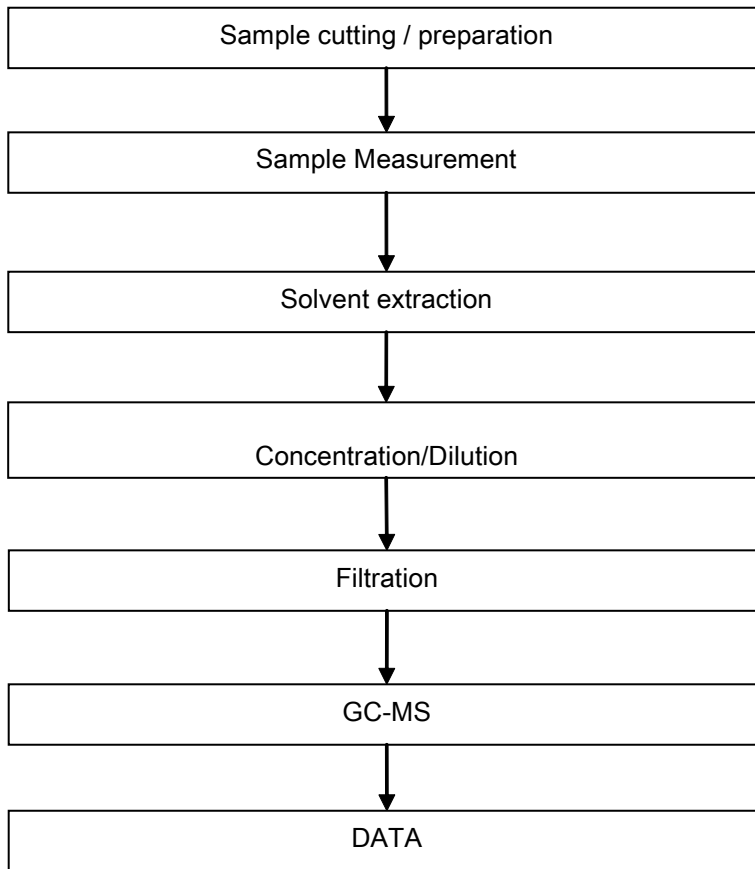 Sample cutting / preparation
Sample Measurement
Solvent extraction
Concentration/Dilution
Filtration
GC-MS
DATA